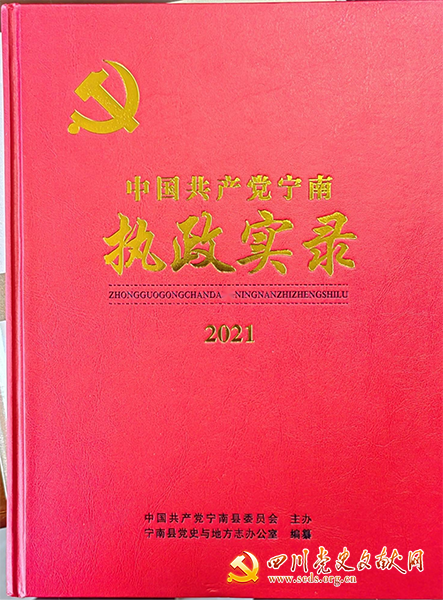 中国共产党宁南
执政实录
ZHONGGUOGONGCHANDA NINGNANZHIZHENGSHILU
2021
中国共产党宁南县委员会 主办
宁南县党史与地方志办公室 编纂
四川党史文献网
www.scds.org.cn